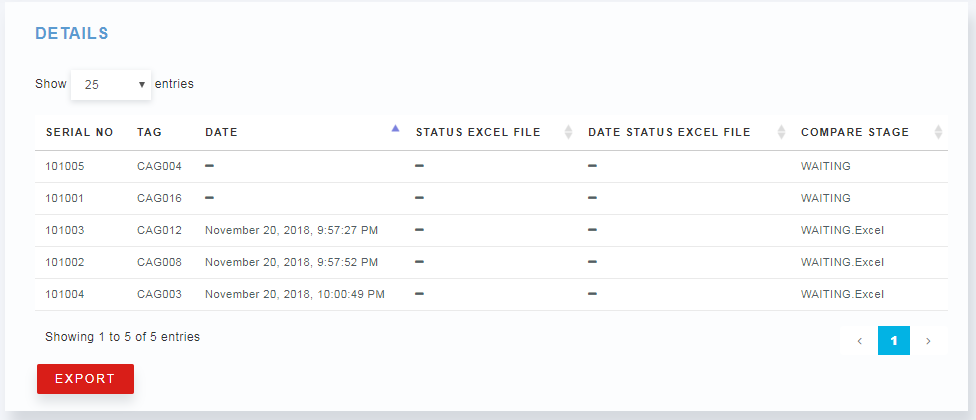 DETAILS
Show 25 entries
SERIAL NO TAG DATE STATUS EXCEL FILE DATE STATUS EXCEL FILE COMPARE STAGE
101005 CAG004 – – – WAITING
101001 CAG016 – – – WAITING
101003 CAG012 November 20, 2018, 9:57:27 PM – – WAITING.Excel
101002 CAG008 November 20, 2018, 9:57:52 PM – – WAITING.Excel
101004 CAG003 November 20, 2018, 10:00:49 PM – – WAITING.Excel
Showing 1 to 5 of 5 entries ‹ 1 ›
EXPORT